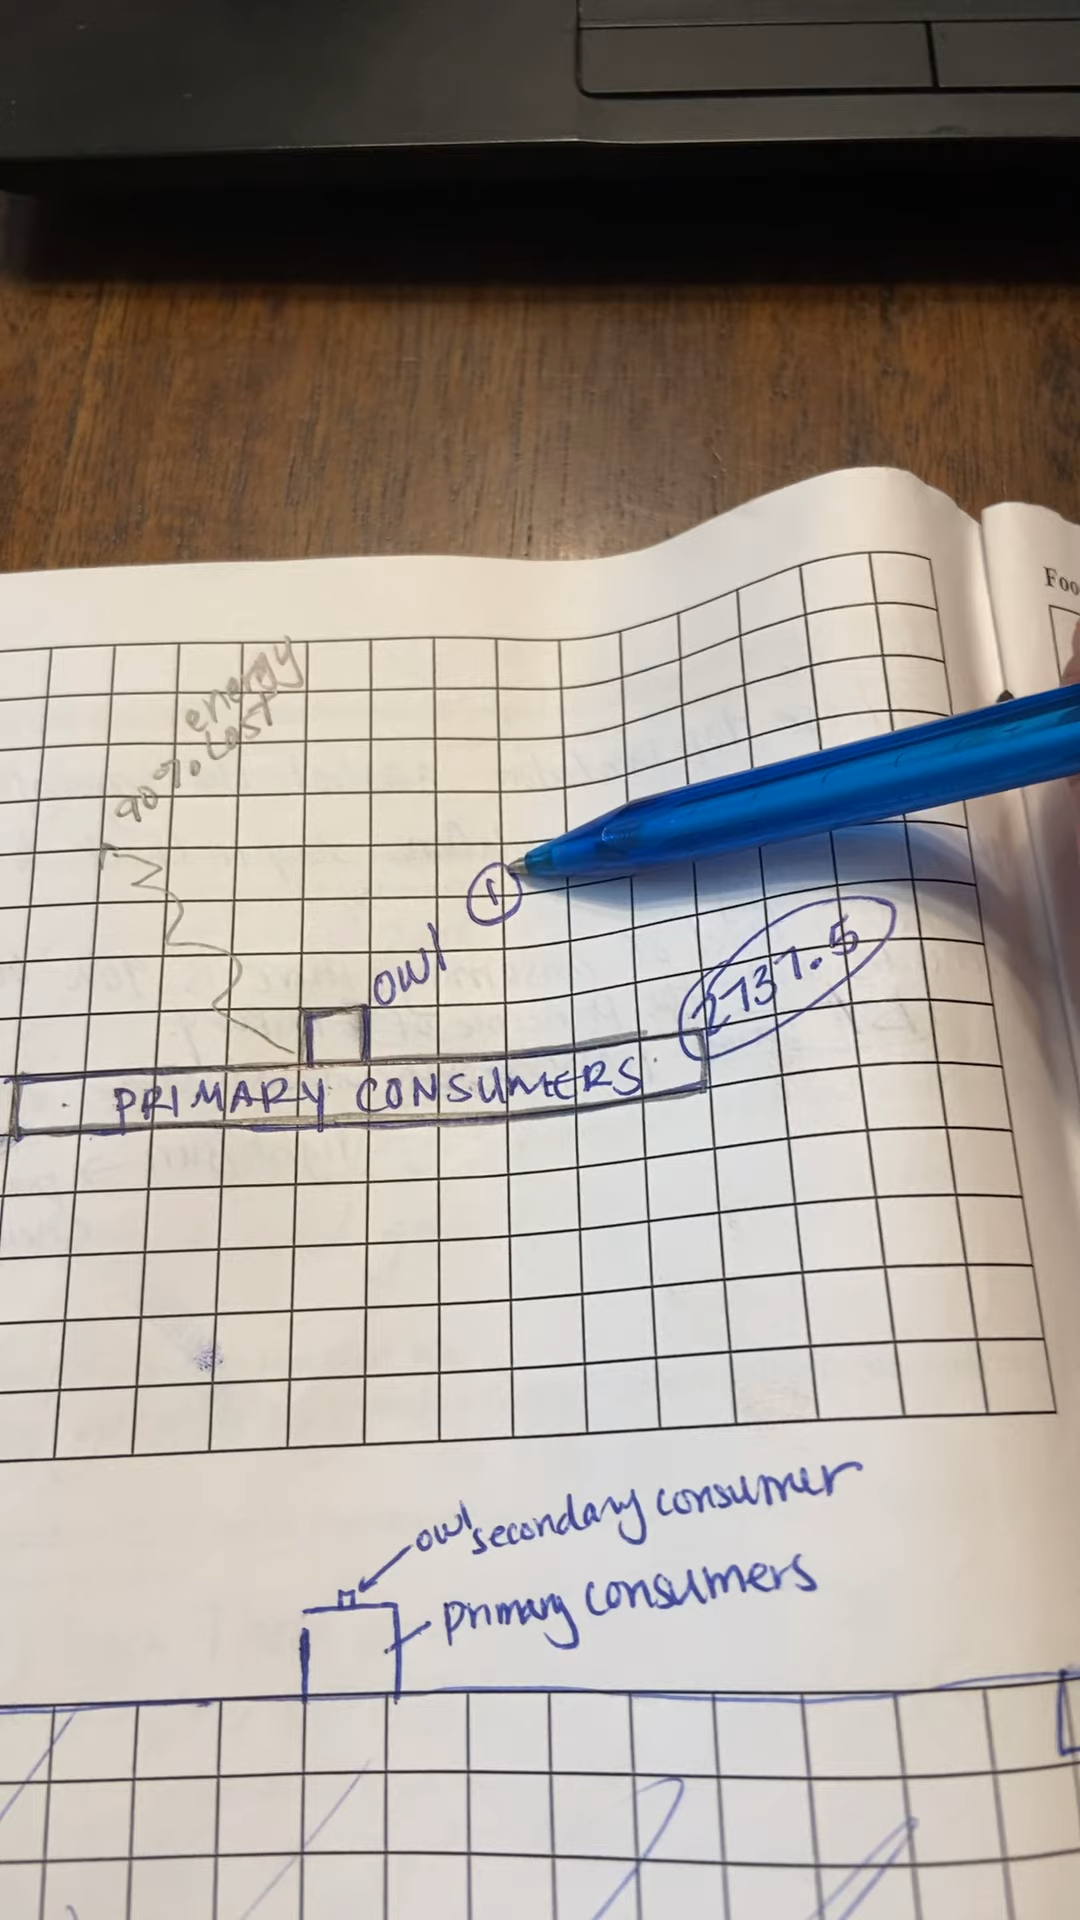 Foo
energy
90% lost
1
owl
2737.5
PRIMARY CONSUMERS
owl secondary consumer
primary consumers